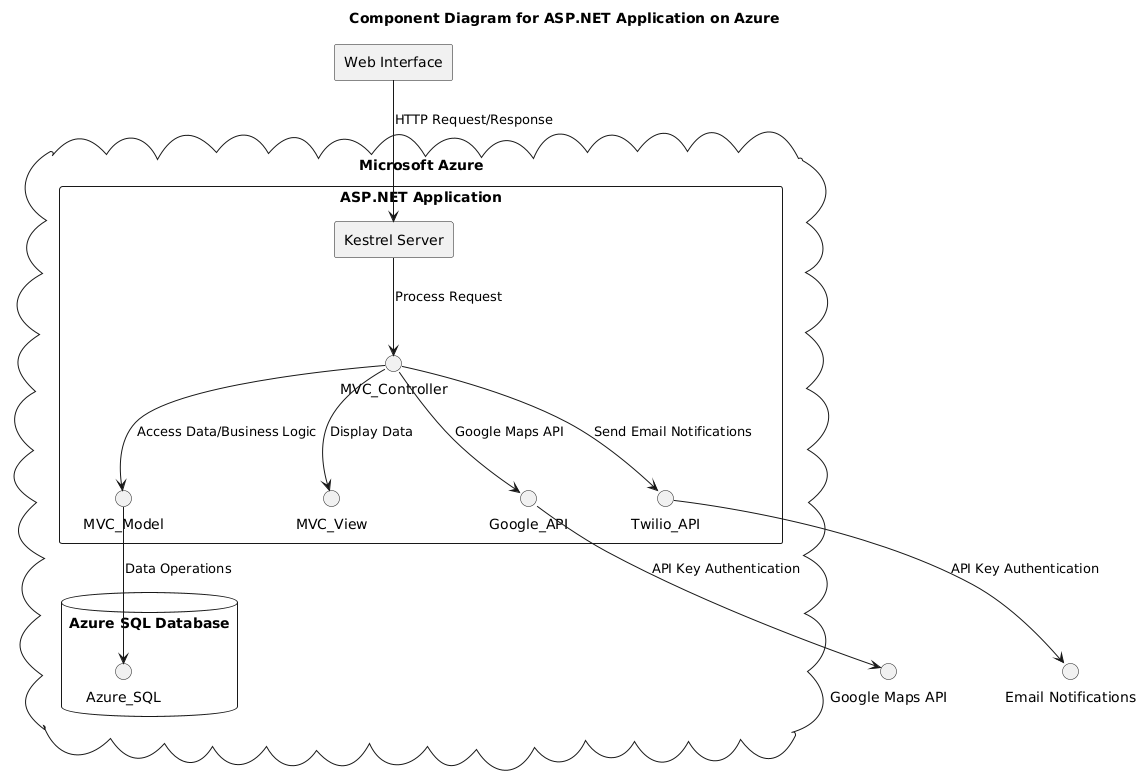 Component Diagram for ASP.NET Application on Azure
Web Interface
HTTP Request/Response
Microsoft Azure
ASP.NET Application
Kestrel Server
Process Request
MVC_Controller
Access Data/Business Logic
Display Data
Google Maps API
Send Email Notifications
MVC_Model
MVC_View
Google_API
Twilio_API
Data Operations
API Key Authentication
API Key Authentication
Azure SQL Database
Azure_SQL
Google Maps API
Email Notifications